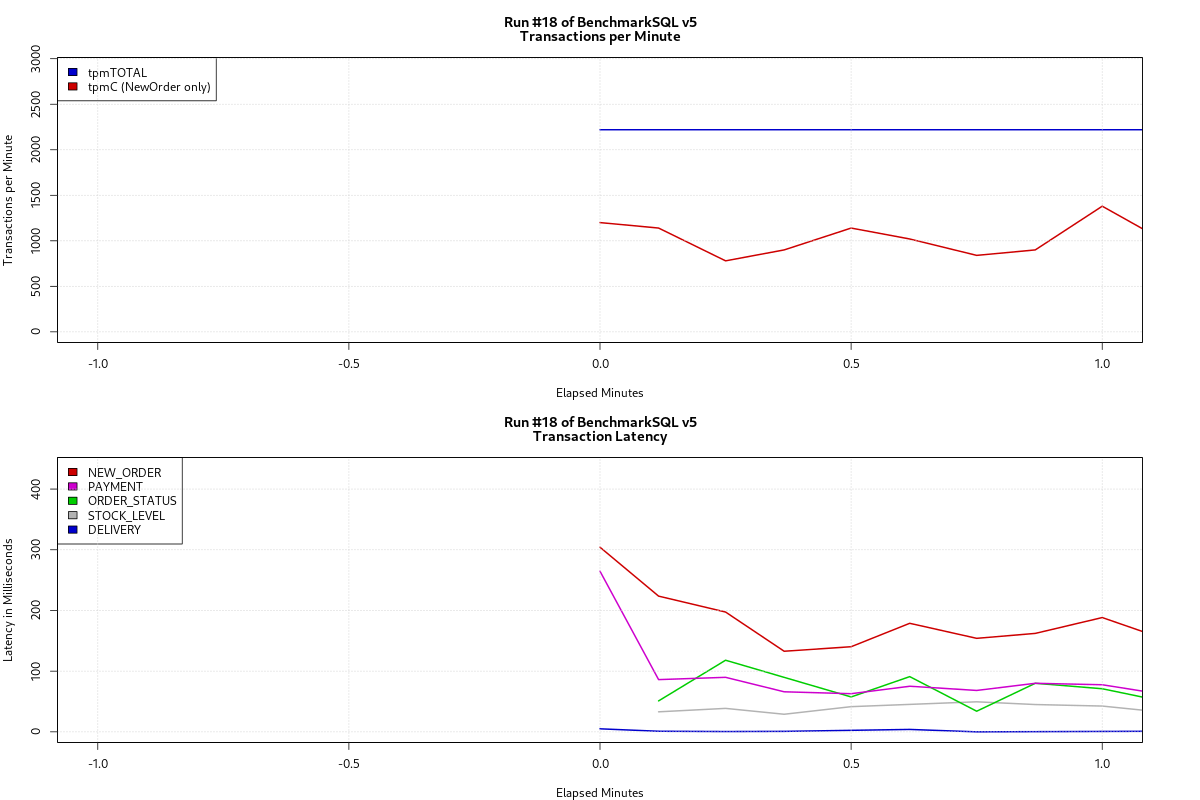 Run #18 of BenchmarkSQL v5
Transactions per Minute
tpmTOTAL
tpmC (NewOrder only)
Transactions per Minute
3000
2500
2000
1500
1000
500
0
-1.0 -0.5 0.0 0.5 1.0
Elapsed Minutes
Run #18 of BenchmarkSQL v5
Transaction Latency
NEW_ORDER
PAYMENT
ORDER_STATUS
STOCK_LEVEL
DELIVERY
Latency in Milliseconds
400
300
200
100
0
-1.0 -0.5 0.0 0.5 1.0
Elapsed Minutes